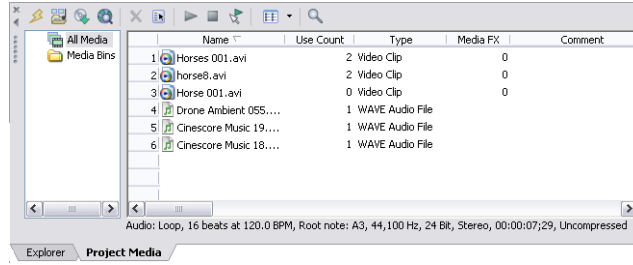 All Media
Media Bins
Name Use Count Type Media FX Comment
1 Horses 001.avi 2 Video Clip 0
2 horse8.avi 2 Video Clip 0
3 Horse 001.avi 0 Video Clip 0
4 Drone Ambient 055.... 1 WAVE Audio File
5 Cinescore Music 19.... 1 WAVE Audio File
6 Cinescore Music 18.... 1 WAVE Audio File
Audio: Loop, 16 beats at 120.0 BPM, Root note: A3, 44,100 Hz, 24 Bit, Stereo, 00:00:07;29, Uncompressed
Explorer Project Media